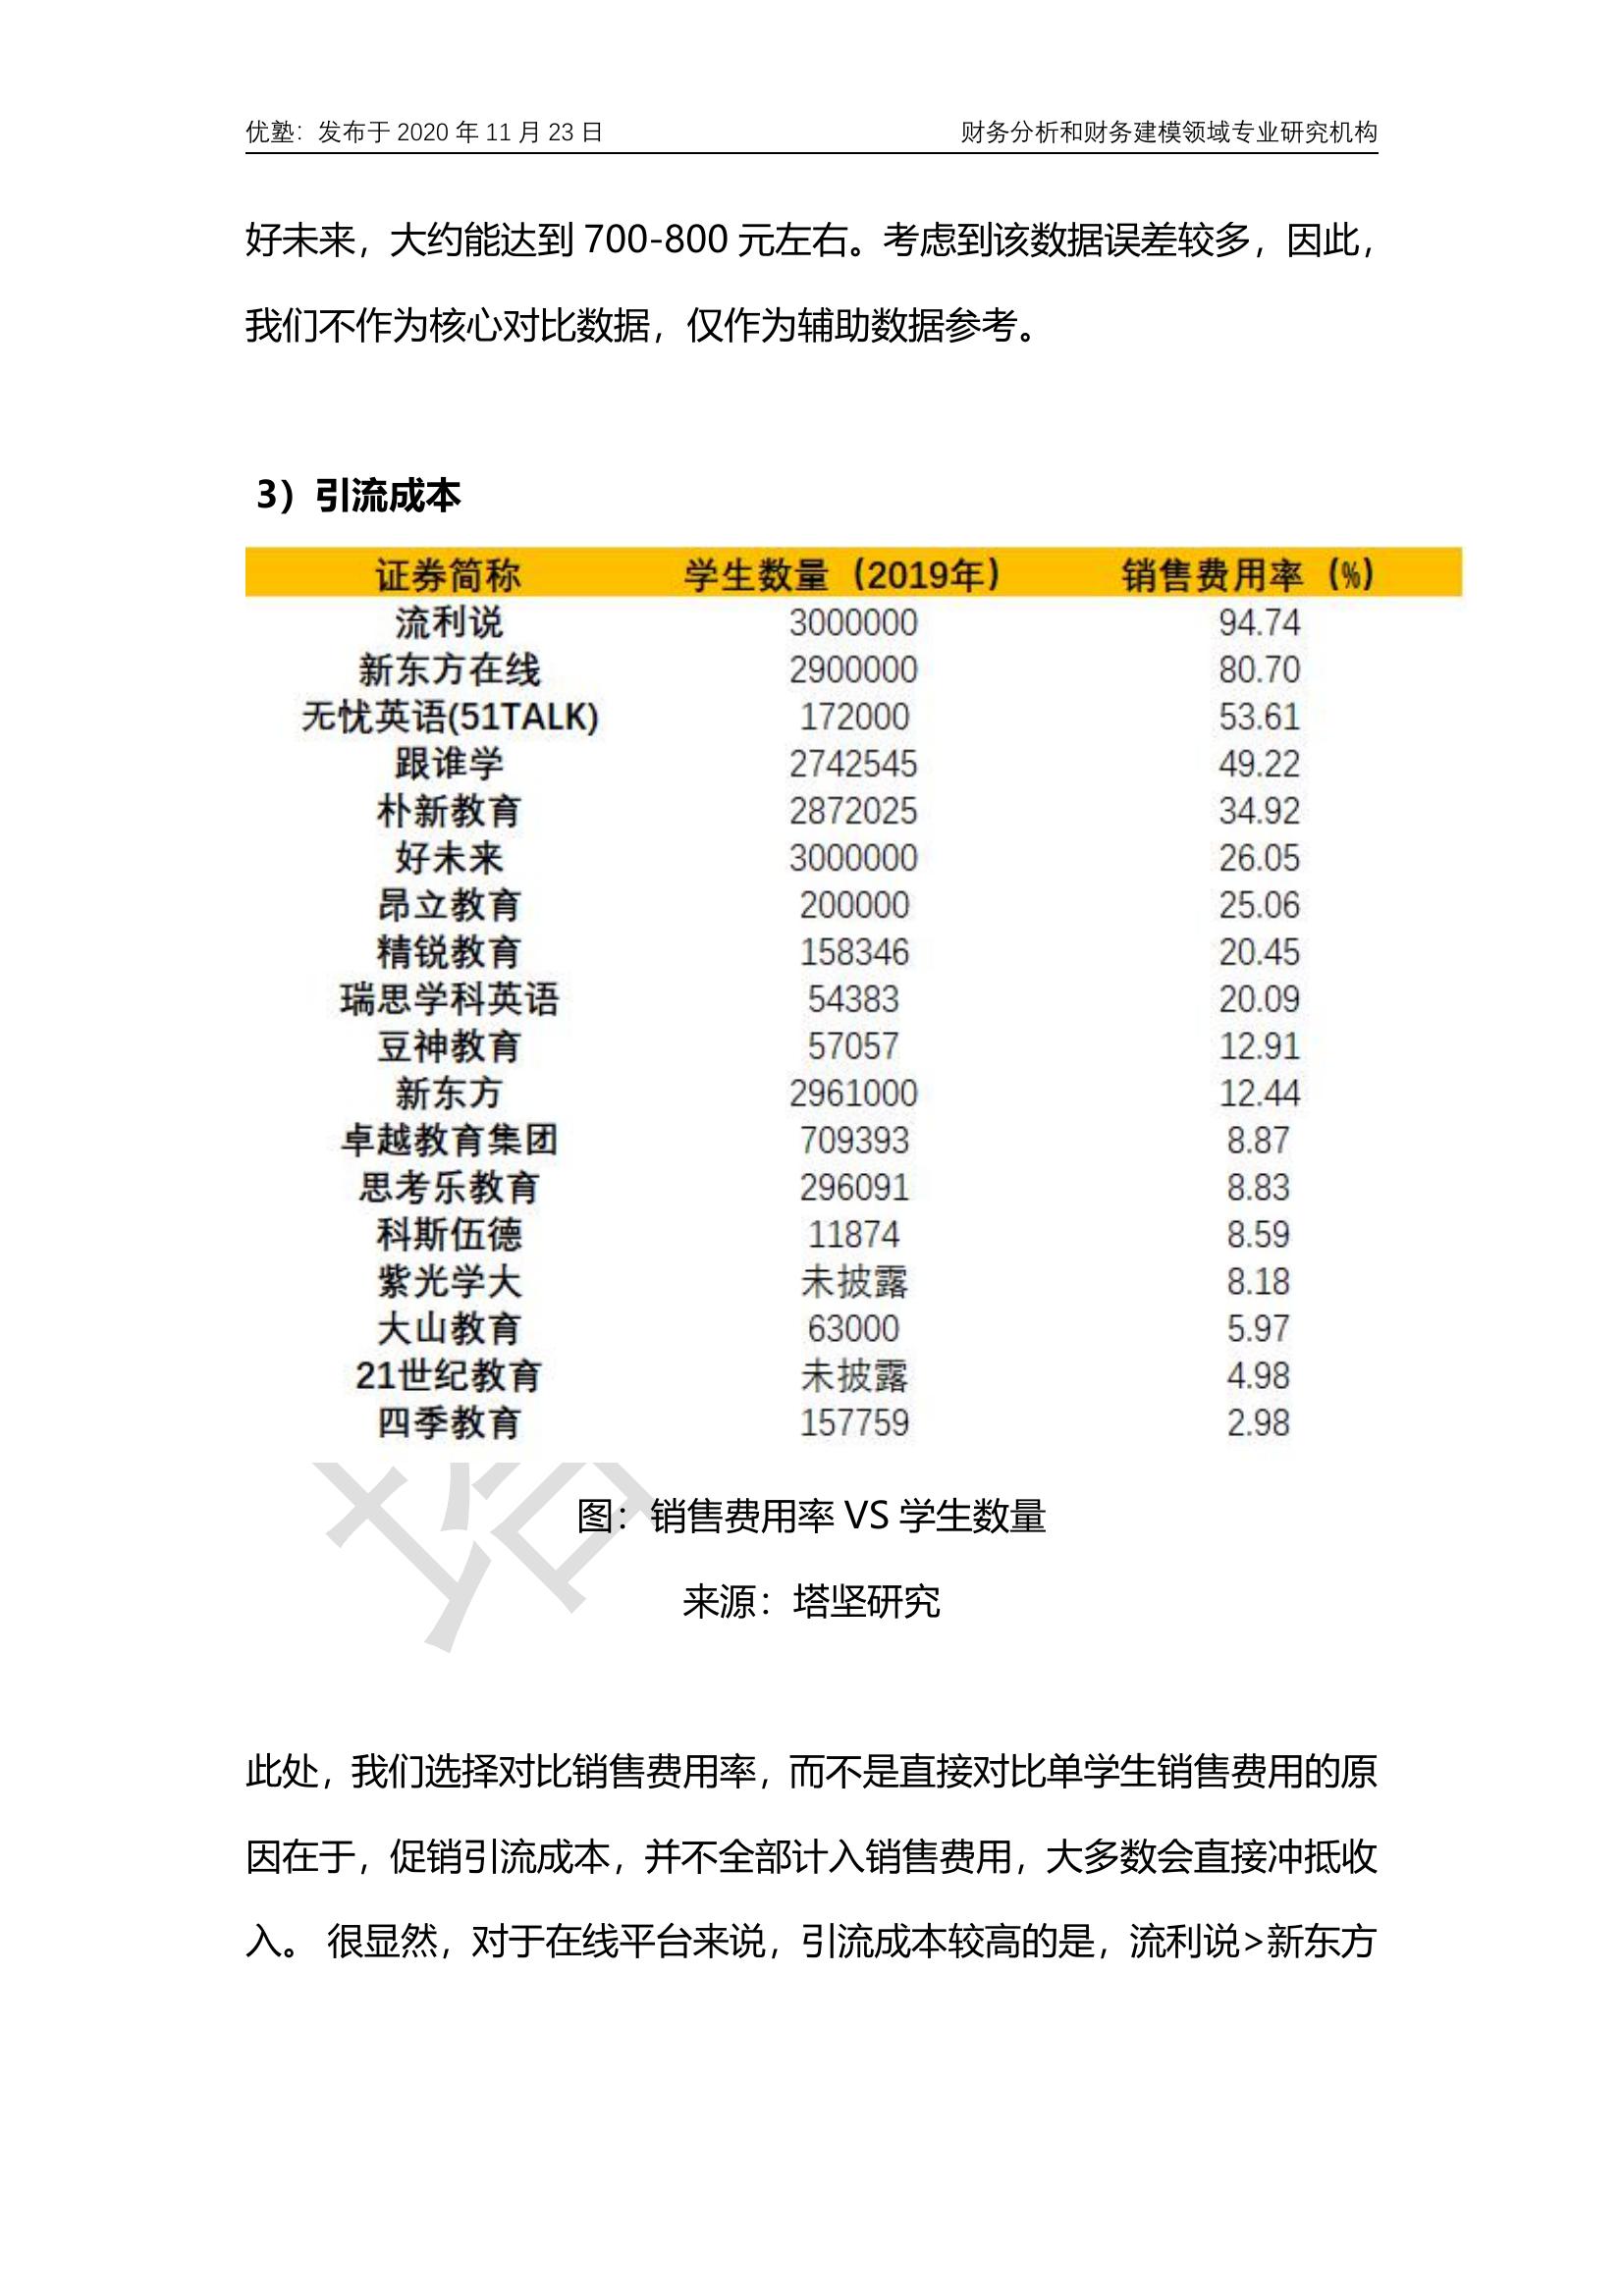 优塾：发布于 2020 年 11 月 23 日 财务分析和财务建模领域专业研究机构
好未来，大约能达到 700-800 元左右。考虑到该数据误差较多，因此，
我们不作为核心对比数据，仅作为辅助数据参考。
3）引流成本
证券简称 学生数量（2019年） 销售费用率（%）
流利说 3000000 94.74
新东方在线 2900000 80.70
无忧英语(51TALK) 172000 53.61
跟谁学 2742545 49.22
朴新教育 2872025 34.92
好未来 3000000 26.05
昂立教育 200000 25.06
精锐教育 158346 20.45
瑞思学科英语 54383 20.09
豆神教育 57057 12.91
新东方 2961000 12.44
卓越教育集团 709393 8.87
思考乐教育 296091 8.83
科斯伍德 11874 8.59
紫光学大 未披露 8.18
大山教育 63000 5.97
21世纪教育 未披露 4.98
四季教育 157759 2.98
图：销售费用率 VS 学生数量
来源：塔坚研究
此处，我们选择对比销售费用率，而不是直接对比单学生销售费用的原
因在于，促销引流成本，并不全部计入销售费用，大多数会直接冲抵收
入。 很显然，对于在线平台来说，引流成本较高的是，流利说>新东方